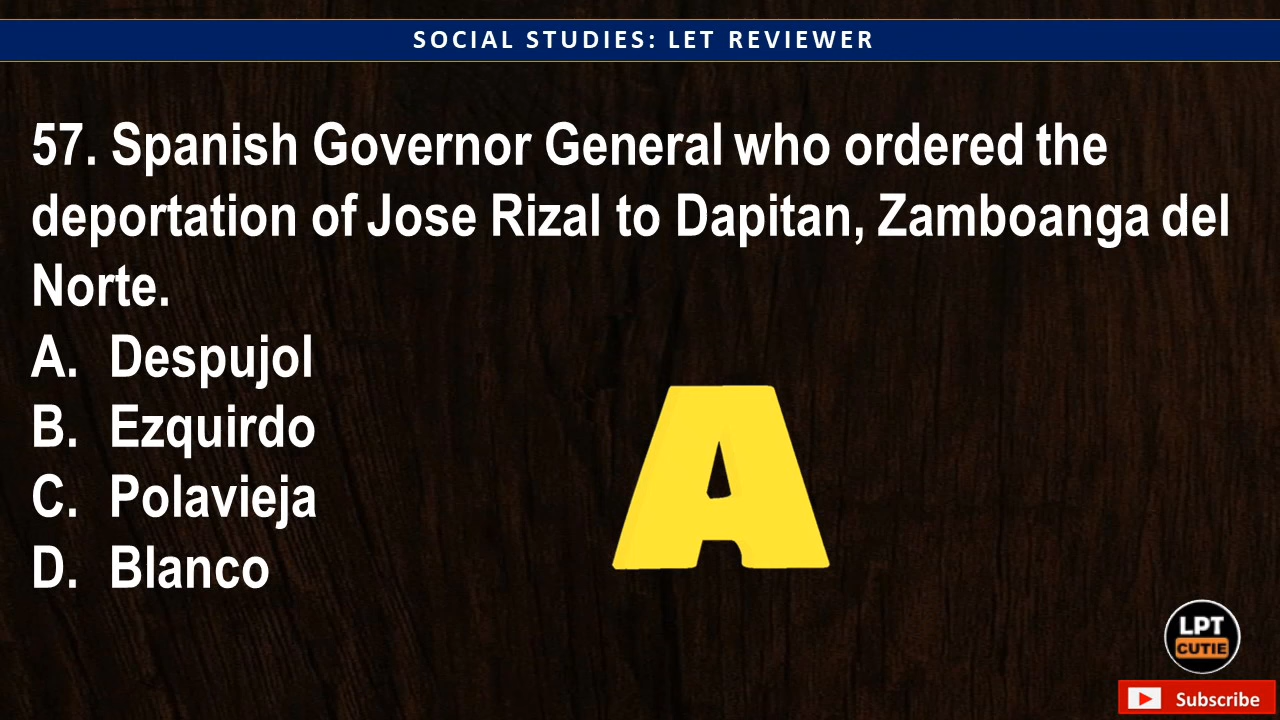 SOCIAL STUDIES: LET REVIEWER
57. Spanish Governor General who ordered the
deportation of Jose Rizal to Dapitan, Zamboanga del
Norte.
A. Despujol
B. Ezquirdo
C. Polavieja
D. Blanco
A
LPT
CUTIE
Subscribe